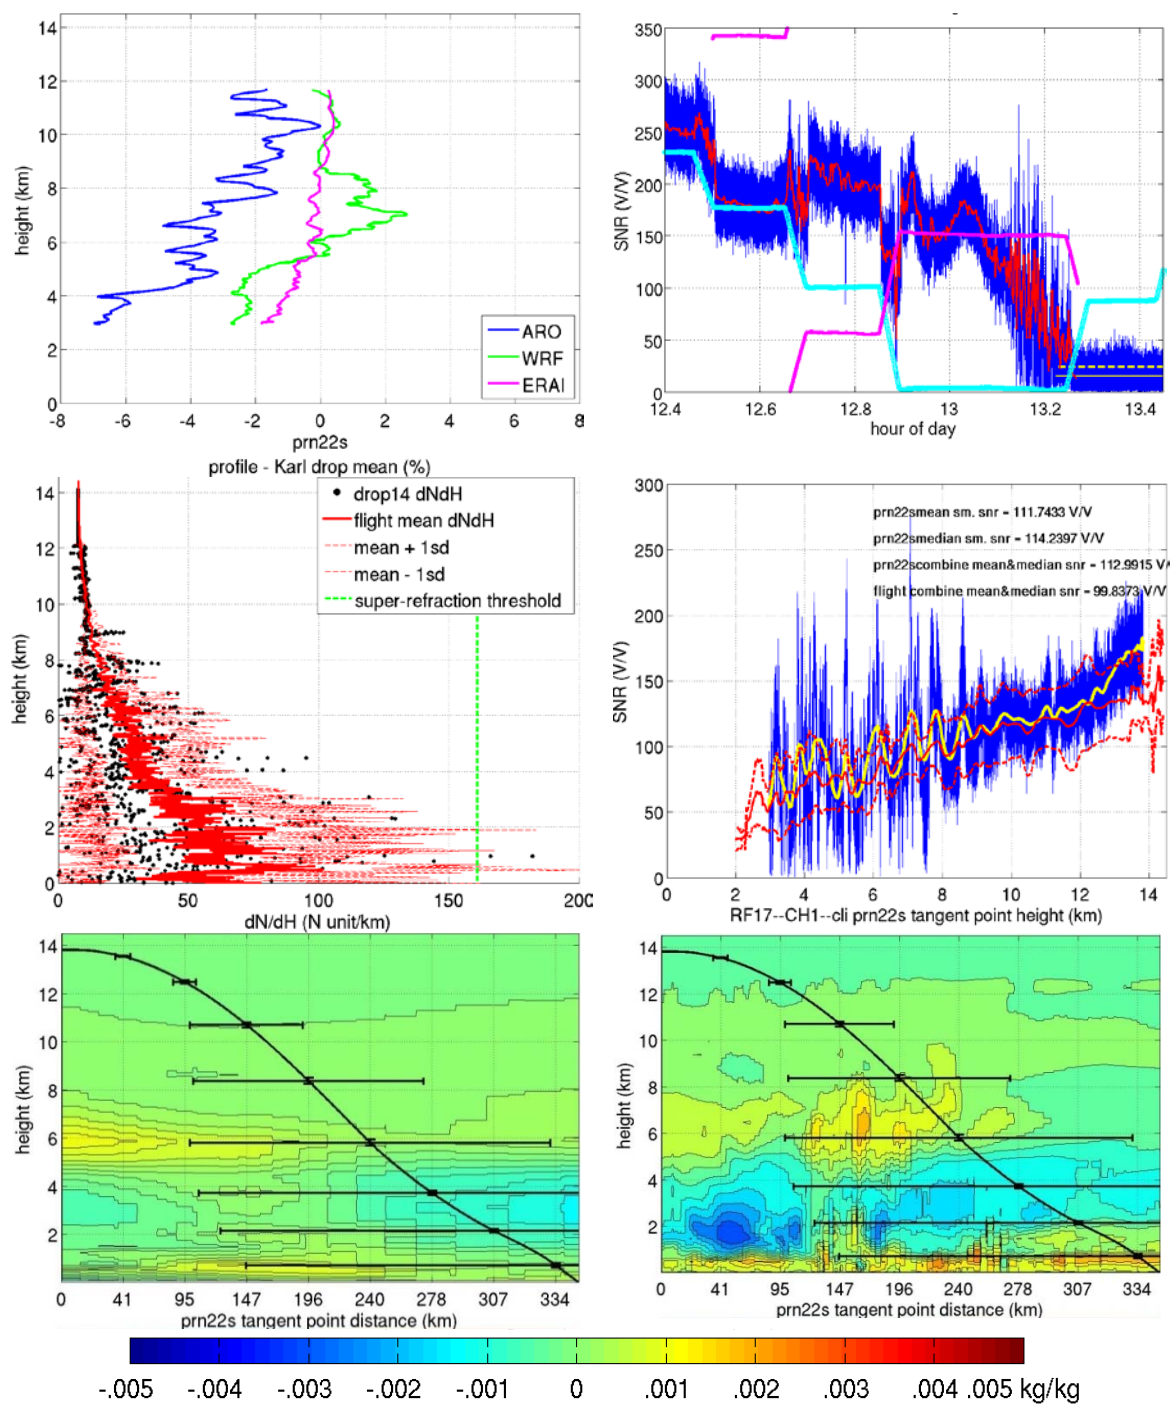 14
12
10
8
6
4
2
0
height (km)
-8 -6 -4 -2 0 2 4 6 8
prn22s
profile - Karl drop mean (%)
ARO
WRF
ERAI
350
300
250
200
150
100
50
0
SNR (V/V)
12.4 12.6 12.8 13 13.2 13.4
hour of day
14
12
10
8
6
4
2
0
height (km)
drop14 dNdH
flight mean dNdH
mean + 1sd
mean - 1sd
super-refraction threshold
0 50 100 150 200
dN/dH (N unit/km)
300
250
200
150
100
50
0
SNR (V/V)
prn22smean sm. snr = 111.7433 V/V
prn22smedian sm. snr = 114.2397 V/V
prn22scombine mean&median snr = 112.9915 V/
flight combine mean&median snr = 99.8373 V/V
0 2 4 6 8 10 12 14
RF17--CH1--cli prn22s tangent point height (km)
14
12
10
8
6
4
2
height (km)
0 41 95 147 196 240 278 307 334
prn22s tangent point distance (km)
14
12
10
8
6
4
2
height (km)
0 41 95 147 196 240 278 307 334
prn22s tangent point distance (km)
-.005 -.004 -.003 -.002 -.001 0 .001 .002 .003 .004 .005 kg/kg